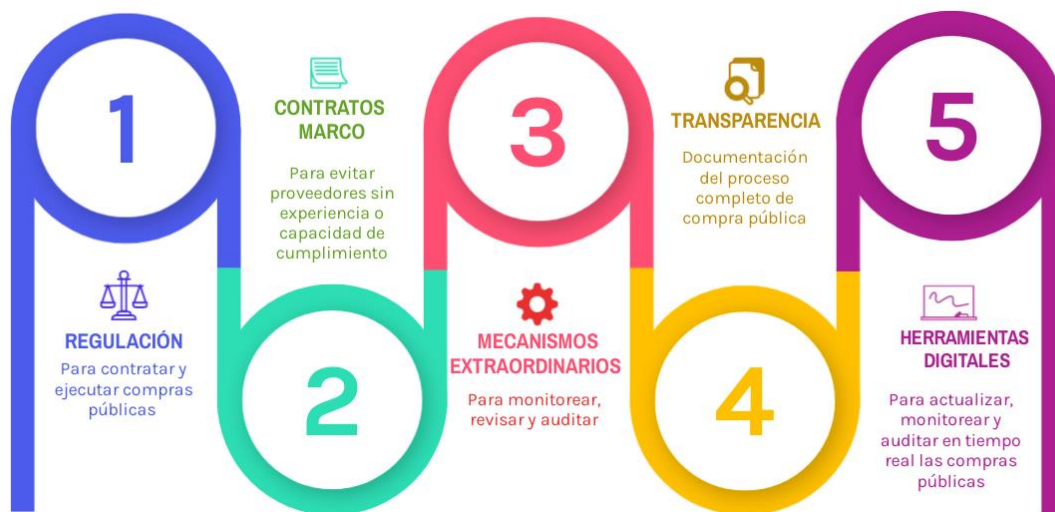 1
REGULACIÓN
Para contratar y
ejecutar compras
públicas
CONTRATOS
MARCO
Para evitar
proveedores sin
experiencia o
capacidad de
cumplimiento
2
3
MECANISMOS
EXTRAORDINARIOS
Para monitorear,
revisar y auditar
TRANSPARENCIA
Documentación
del proceso
completo de
compra pública
4
5
HERRAMIENTAS
DIGITALES
Para actualizar,
monitorear y
auditar en tiempo
real las compras
públicas